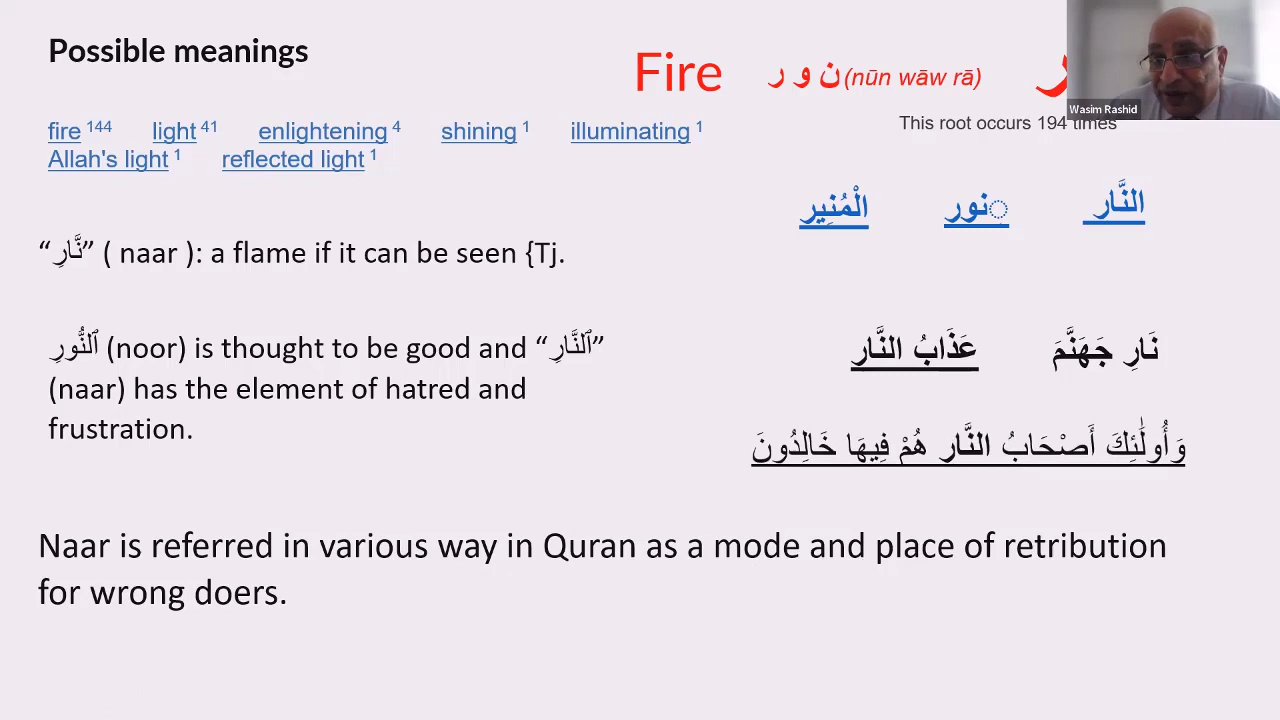 Possible meanings
Fire ن و ر (nūn wāw rā)
Wasim Rashid
This root occurs 194 times
fire 144 light 41 enlightening 4 shining 1 illuminating 1
Allah's light 1 reflected light 1
النَّار نور الْمُنِير
“نَّارِ” ( naar ): a flame if it can be seen {Tj.
ٱلنُّورِ (noor) is thought to be good and “ٱلنَّارِ”
(naar) has the element of hatred and
frustration.
نَارِ جَهَنَّمَ عَذَابُ النَّار
وَأُولَٰئِكَ أَصْحَابُ النَّار هُمْ فِيهَا خَالِدُونَ
Naar is referred in various way in Quran as a mode and place of retribution
for wrong doers.